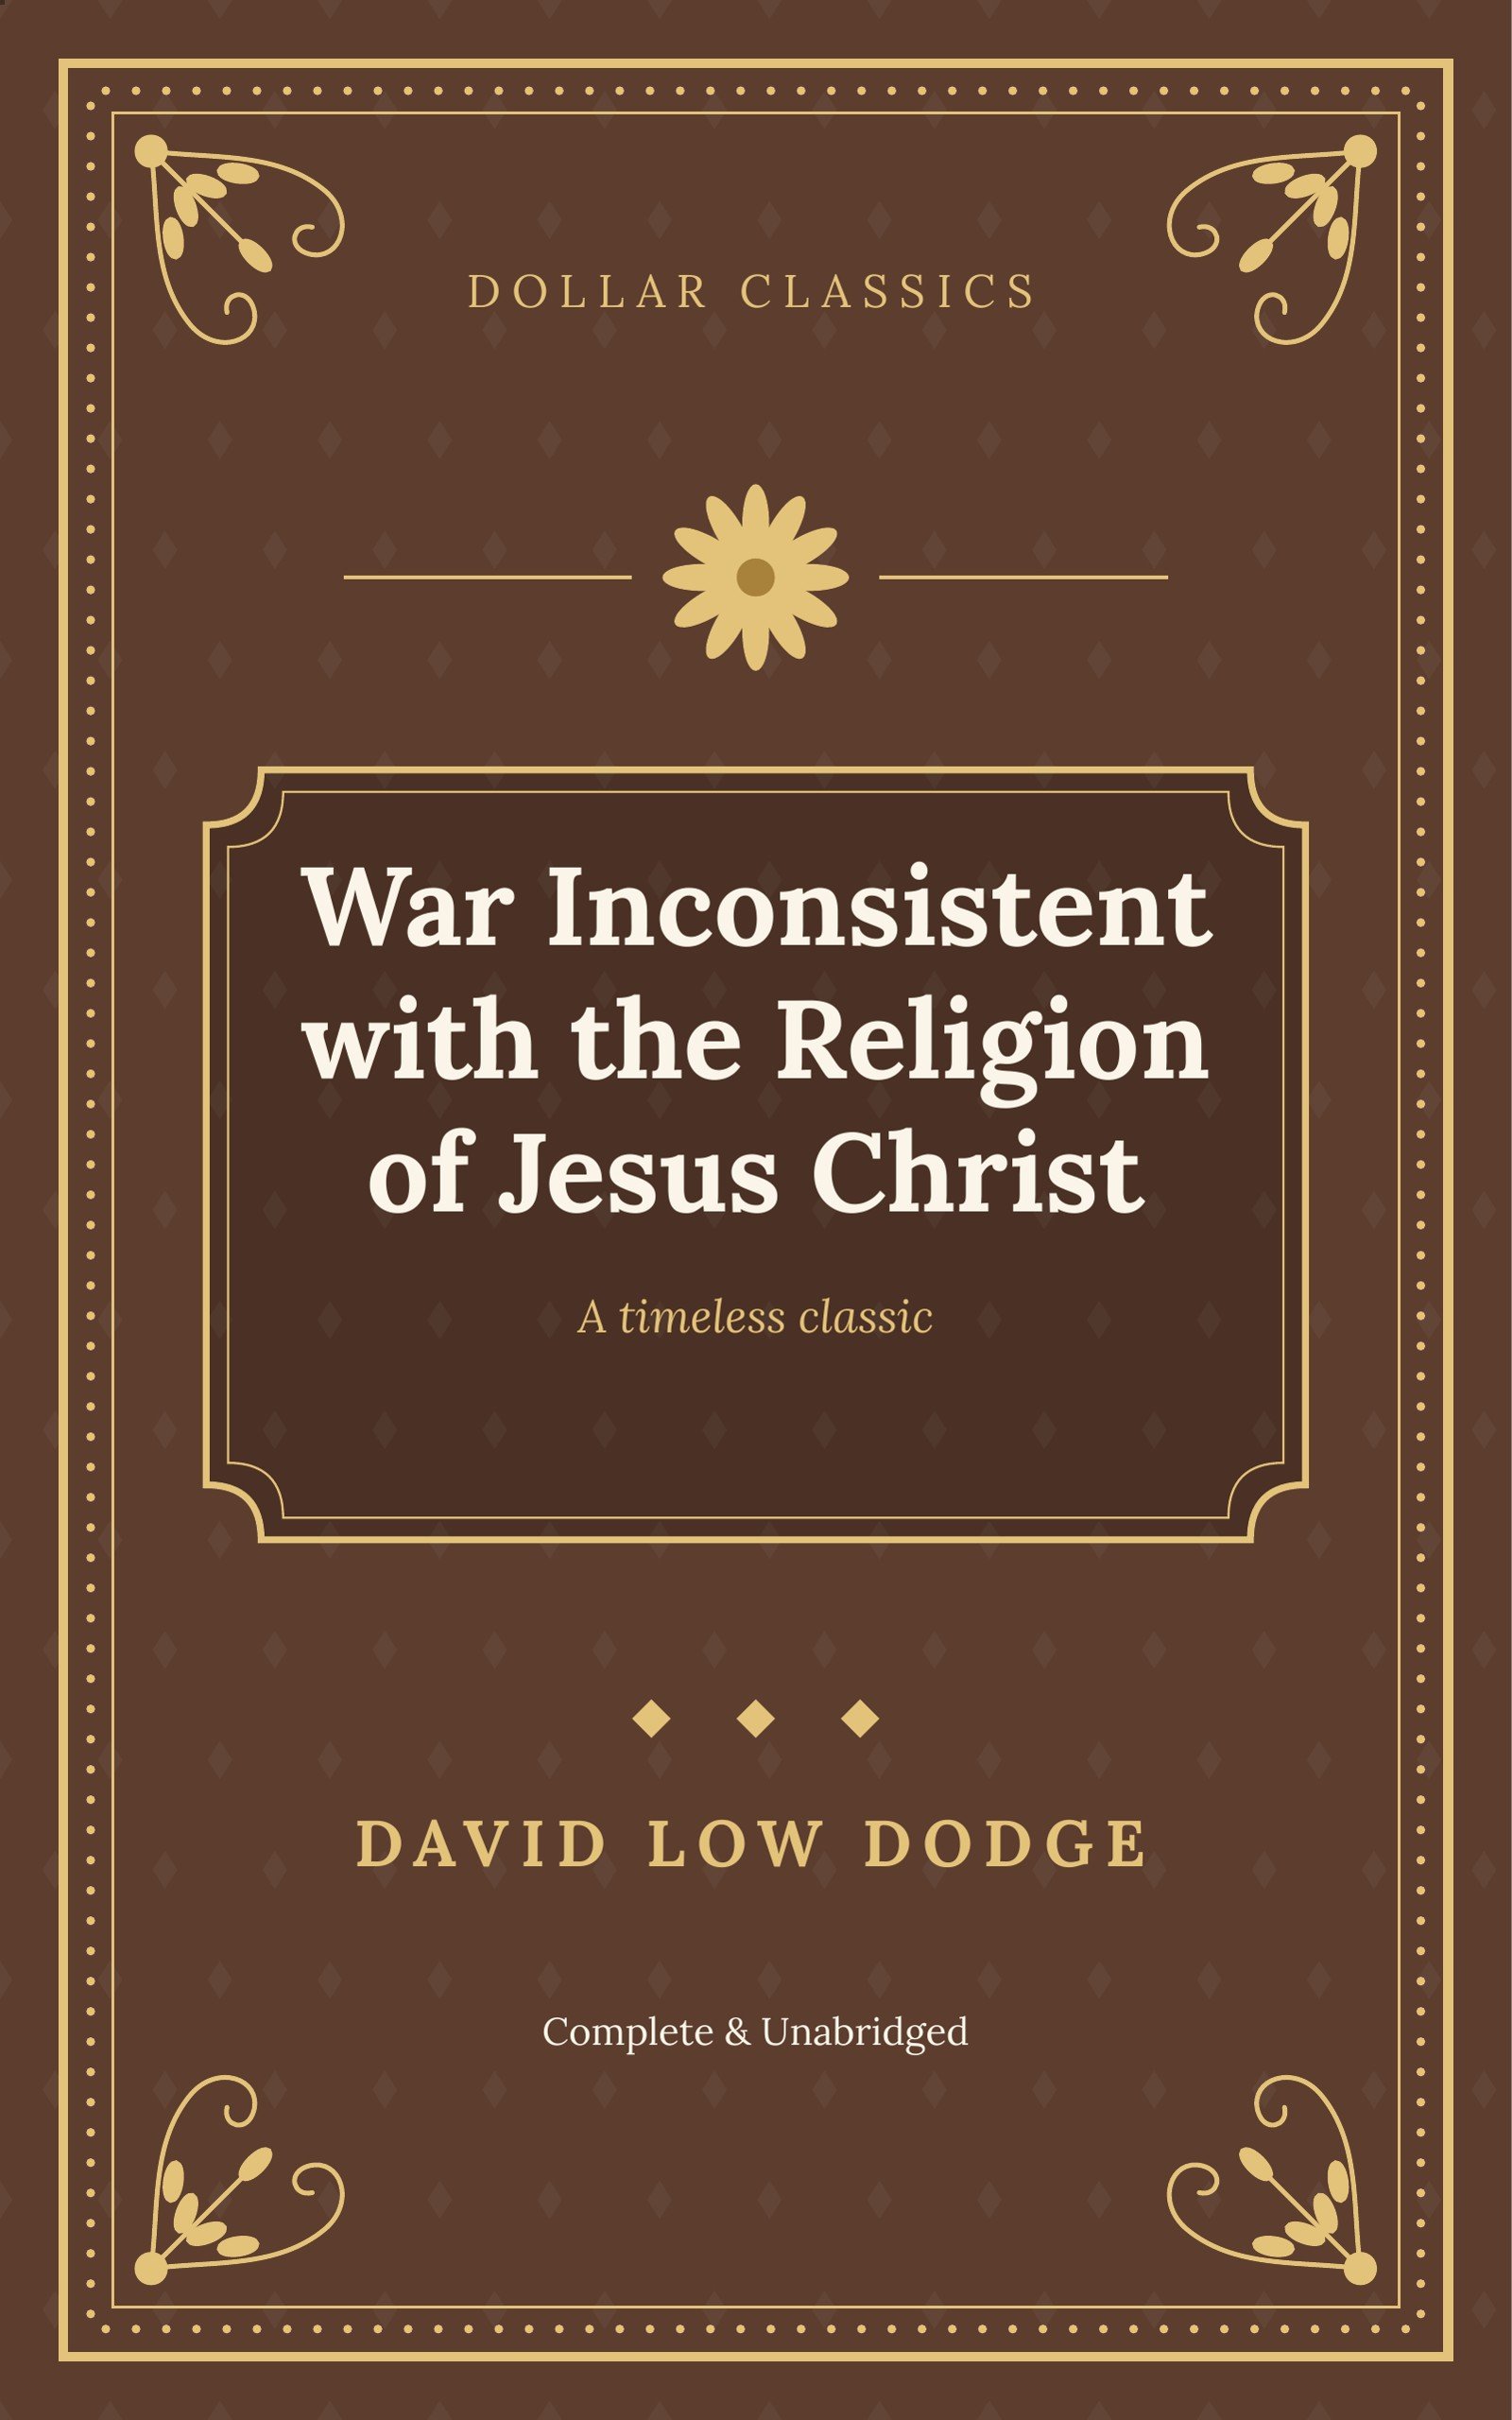 DOLLAR CLASSICS
War Inconsistent
with the Religion
of Jesus Christ
A timeless classic
DAVID LOW DODGE
Complete & Unabridged